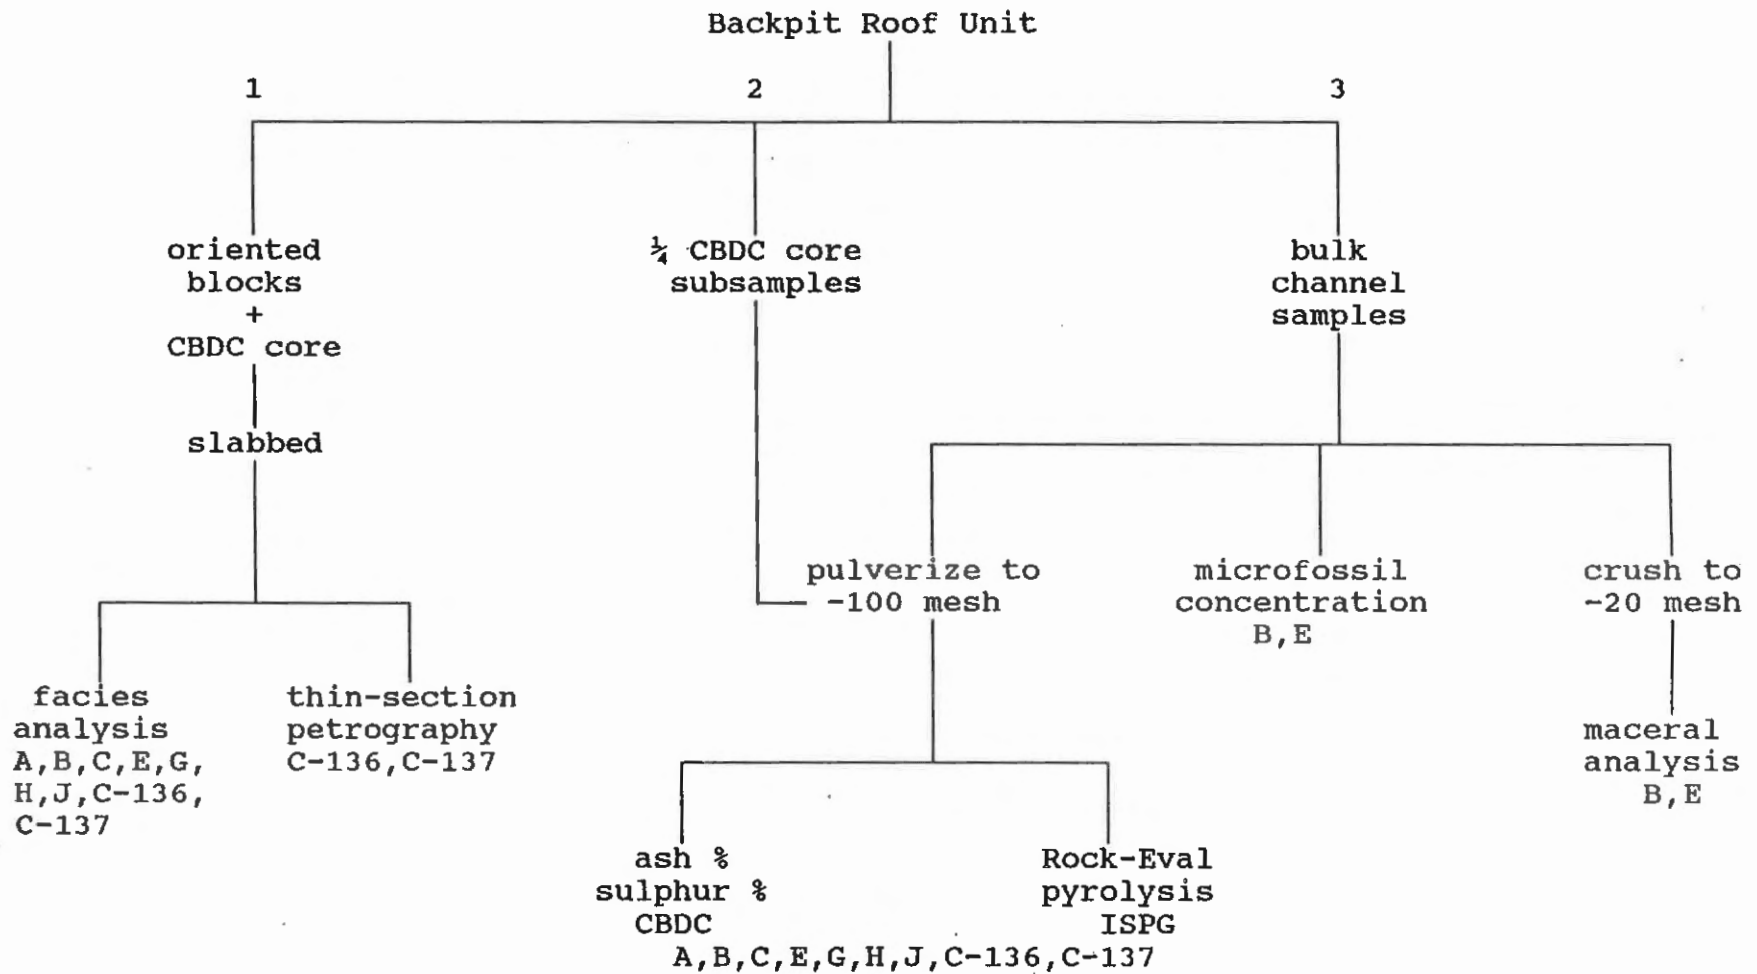 Backpit Roof Unit
1 2 3
oriented
blocks
+
CBDC core
slabbed
facies
analysis
A,B,C,E,G,
H,J,C-136,
C-137
thin-section
petrography
C-136,C-137
¼ CBDC core
subsamples
bulk
channel
samples
pulverize to
-100 mesh
microfossil
concentration
B,E
crush to
-20 mesh
maceral
analysis
B,E
ash %
sulphur %
CBDC
Rock-Eval
pyrolysis
ISPG
A,B,C,E,G,H,J,C-136,C-137